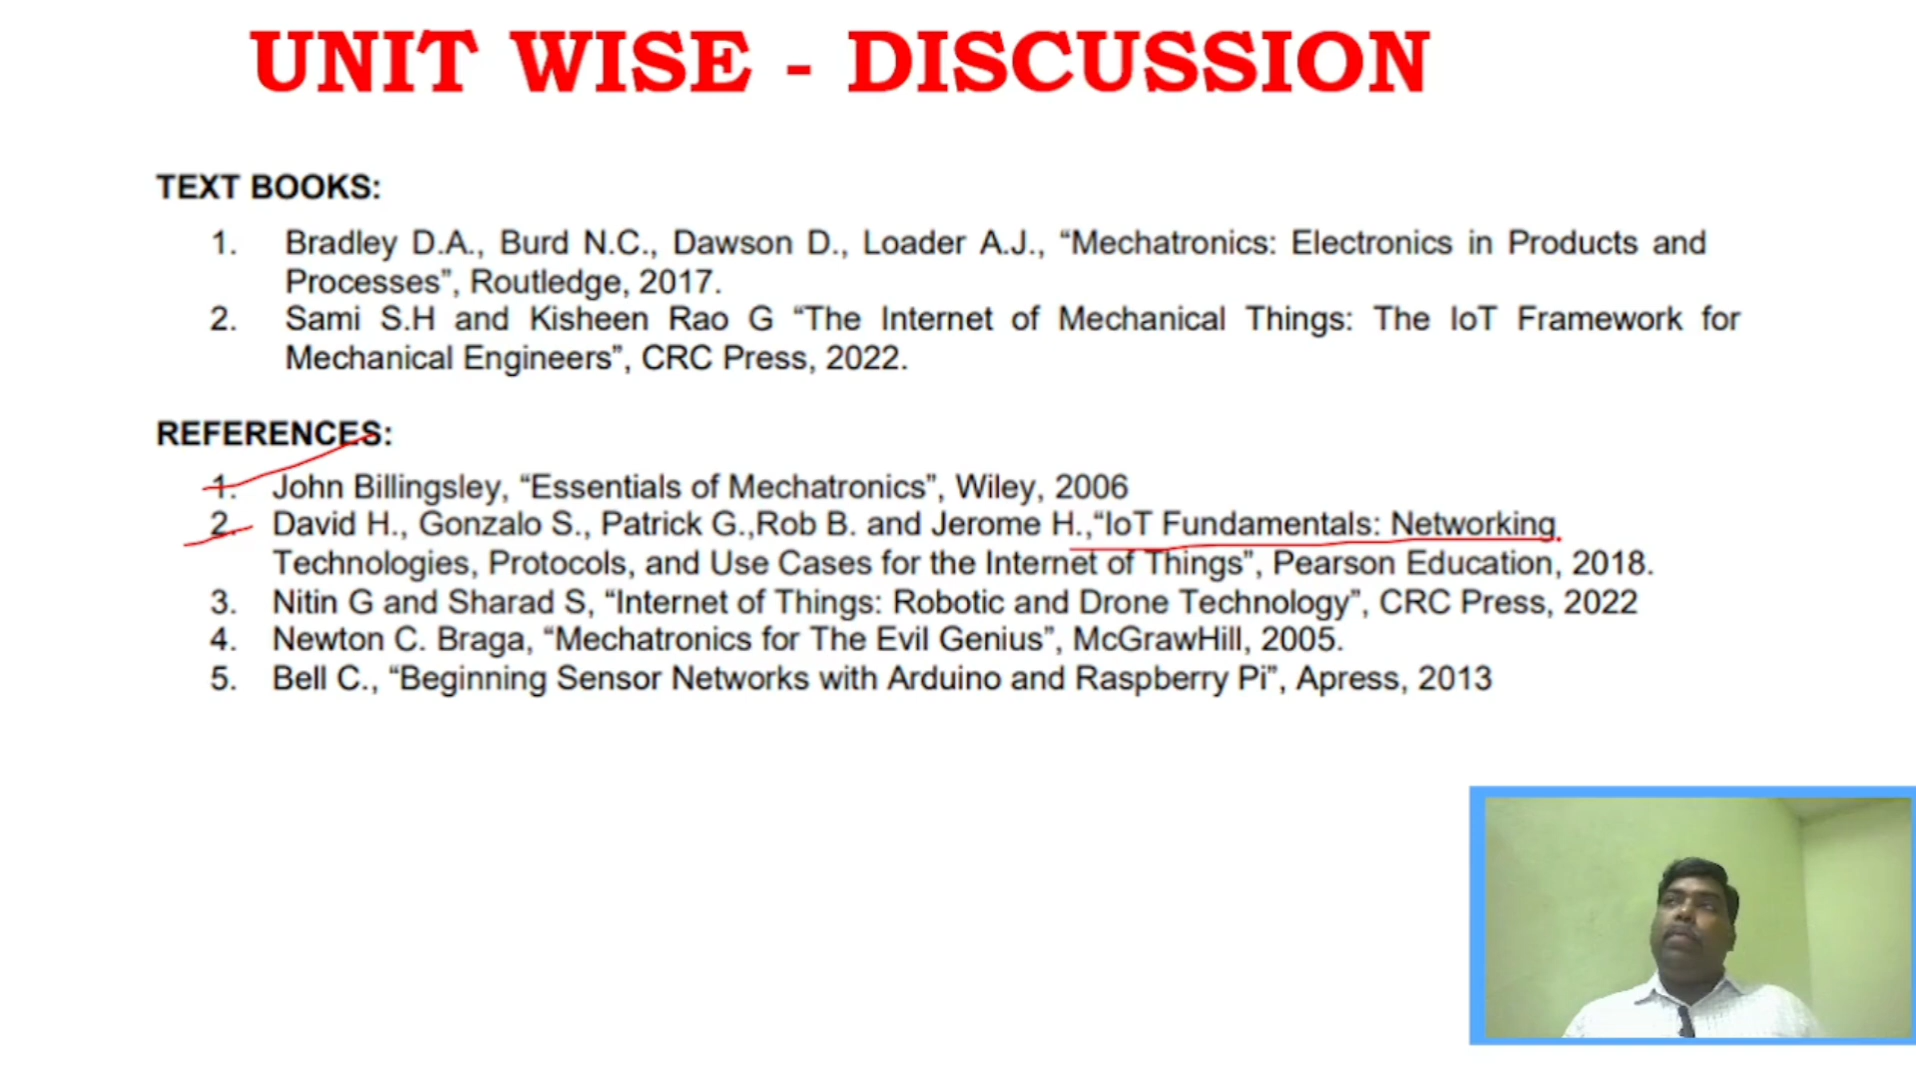 UNIT WISE - DISCUSSION
TEXT BOOKS:
1. Bradley D.A., Burd N.C., Dawson D., Loader A.J., “Mechatronics: Electronics in Products and
Processes”, Routledge, 2017.
2. Sami S.H and Kisheen Rao G “The Internet of Mechanical Things: The IoT Framework for
Mechanical Engineers”, CRC Press, 2022.
REFERENCES:
1. John Billingsley, “Essentials of Mechatronics”, Wiley, 2006
2. David H., Gonzalo S., Patrick G.,Rob B. and Jerome H.,“IoT Fundamentals: Networking
Technologies, Protocols, and Use Cases for the Internet of Things”, Pearson Education, 2018.
3. Nitin G and Sharad S, “Internet of Things: Robotic and Drone Technology”, CRC Press, 2022
4. Newton C. Braga, “Mechatronics for The Evil Genius”, McGrawHill, 2005.
5. Bell C., “Beginning Sensor Networks with Arduino and Raspberry Pi”, Apress, 2013